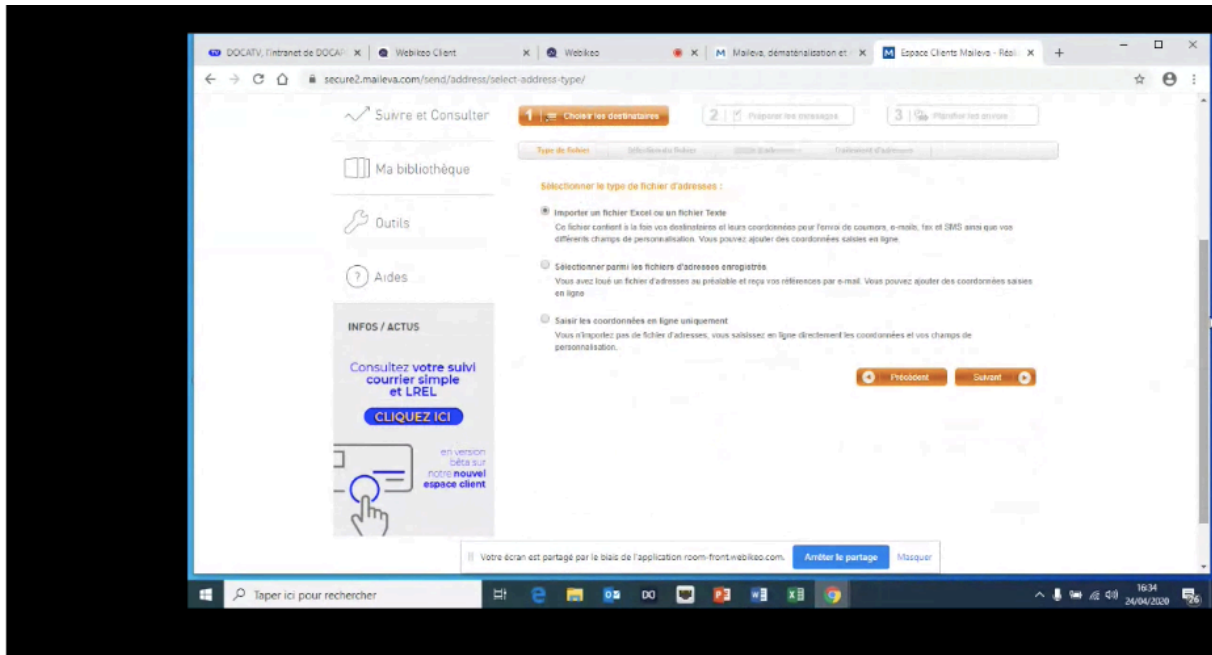 DOCATV, l'intranet de DOCA
Webikeo Client
Webikeo
Maileva, dématérialisation et
Espace Clients Maileva - Réal
secure2.maileva.com/send/address/select-address-type/
Suivre et Consulter
1 Choisir les destinataires
2 Préparer les messages
3 Planifier les envois
Type de fichier
Sélection du fichier
Traitement d'adresses
Ma bibliothèque
Sélectionner le type de fichier d'adresses :
Importer un fichier Excel ou un fichier Texte
Ce fichier contient à la fois vos destinataires et leurs coordonnées pour l'envoi de courriers, e-mails, fax et SMS ainsi que vos
différents champs de personnalisation. Vous pouvez ajouter des coordonnées saisies en ligne
Outils
Sélectionner parmi les fichiers d'adresses enregistrés
Vous avez loué un fichier d'adresses au préalable et reçu vos références par e-mail. Vous pouvez ajouter des coordonnées saisies
en ligne
Aides
Saisir les coordonnées en ligne uniquement
Vous n'importez pas de fichier d'adresses, vous saisissez en ligne directement les coordonnées et vos champs de
personnalisation.
Précédent
Suivant
INFOS / ACTUS
Consultez votre suivi
courrier simple
et LREL
CLIQUEZ ICI
en version
bêta sur
notre nouvel
espace client
Votre écran est partagé par le biais de l'application room-front.webikeo.com.
Arrêter le partage
Masquer
Taper ici pour rechercher
16:34
24/04/2020
26